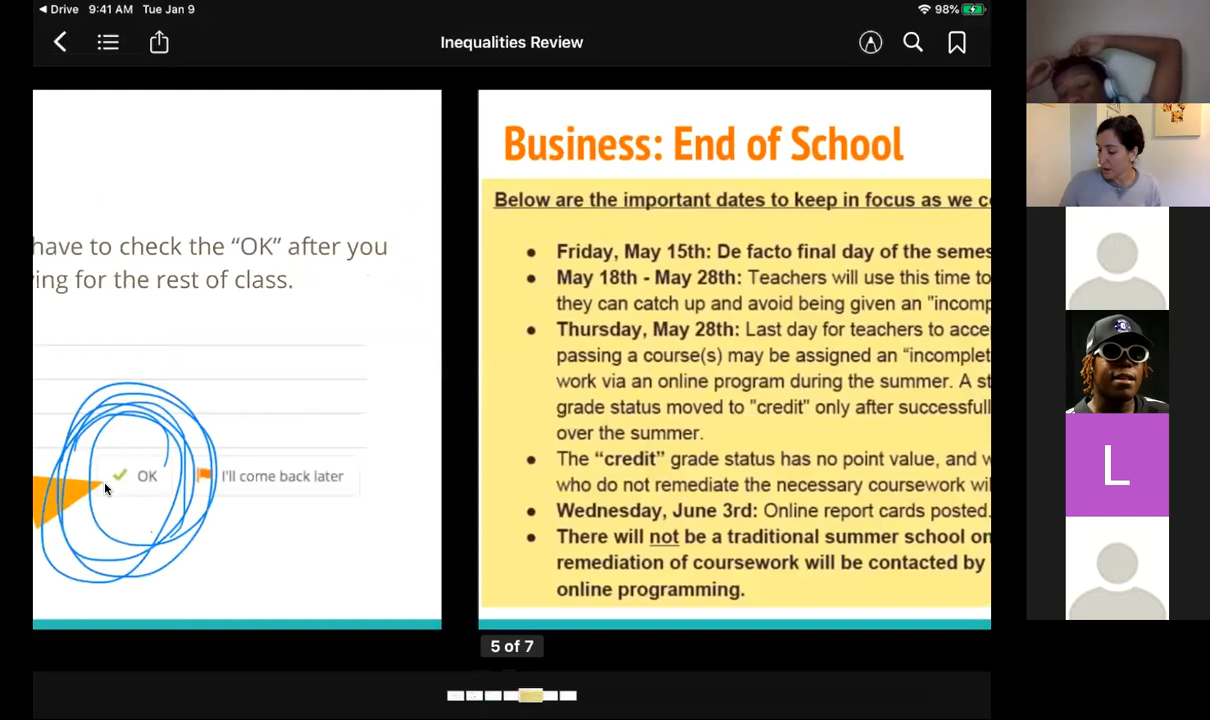 Drive 9:41 AM Tue Jan 9 98%
Inequalities Review
have to check the “OK” after you
ing for the rest of class.
OK I'll come back later
Business: End of School
Below are the important dates to keep in focus as we
• Friday, May 15th: De facto final day of the semes
• May 18th - May 28th: Teachers will use this time to
they can catch up and avoid being given an "incomp
• Thursday, May 28th: Last day for teachers to acce
passing a course(s) may be assigned an “incomplet
work via an online program during the summer. A st
grade status moved to "credit" only after successfull
over the summer.
• The “credit” grade status has no point value, and w
who do not remediate the necessary coursework wil
• Wednesday, June 3rd: Online report cards posted.
• There will not be a traditional summer school on
remediation of coursework will be contacted by
online programming.
5 of 7
L